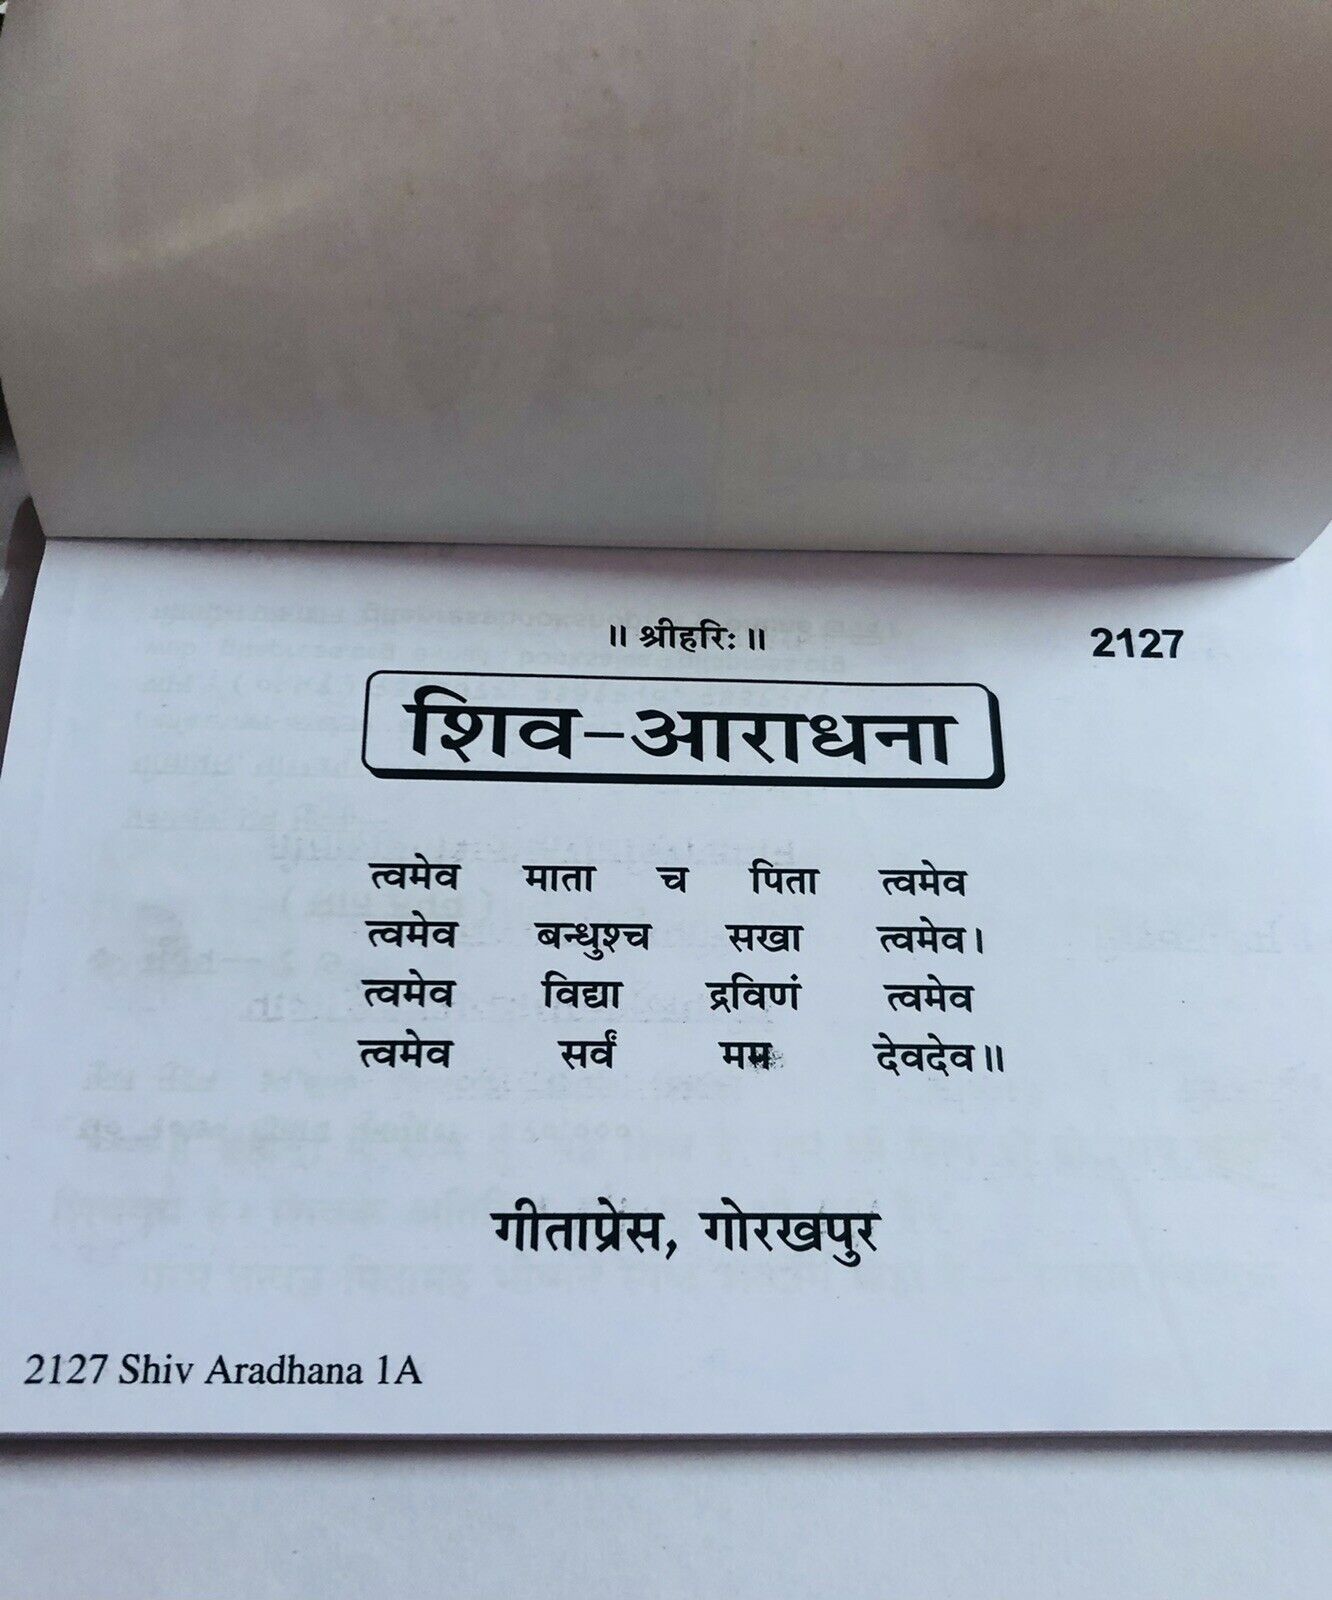 ॥ श्रीहरिः ॥
2127
शिव-आराधना
त्वमेव माता च पिता त्वमेव
त्वमेव बन्धुश्च सखा त्वमेव।
त्वमेव विद्या द्रविणं त्वमेव
त्वमेव सर्वं मम देवदेव॥
गीताप्रेस, गोरखपुर
2127 Shiv Aradhana 1A